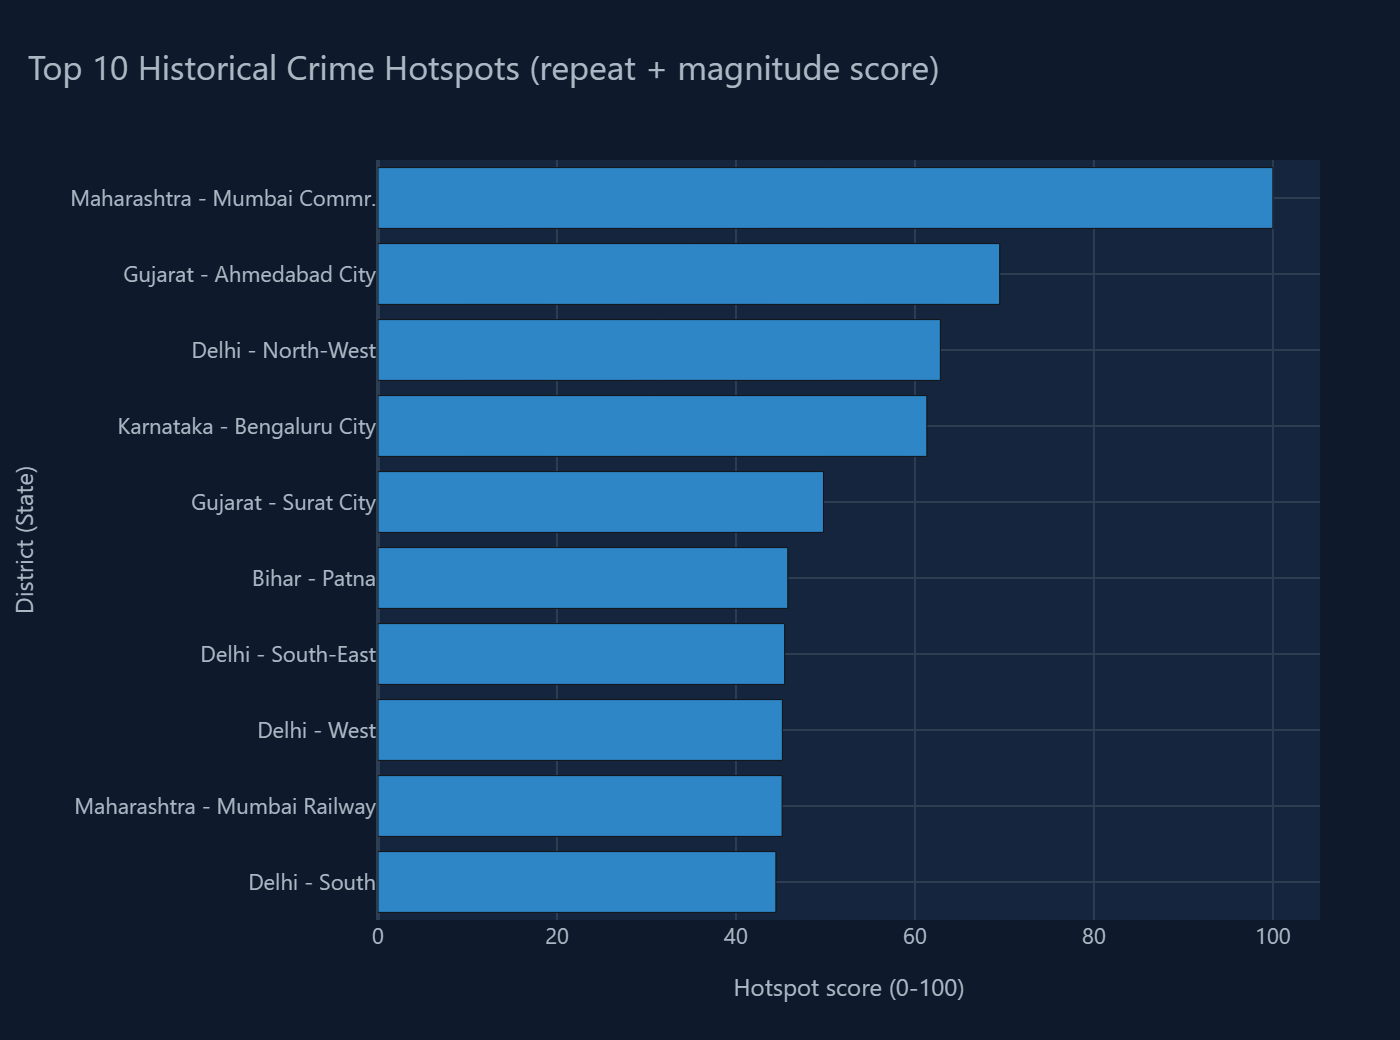 Top 10 Historical Crime Hotspots (repeat + magnitude score)
District (State)
Maharashtra - Mumbai Commr.
Gujarat - Ahmedabad City
Delhi - North-West
Karnataka - Bengaluru City
Gujarat - Surat City
Bihar - Patna
Delhi - South-East
Delhi - West
Maharashtra - Mumbai Railway
Delhi - South
0 20 40 60 80 100
Hotspot score (0-100)